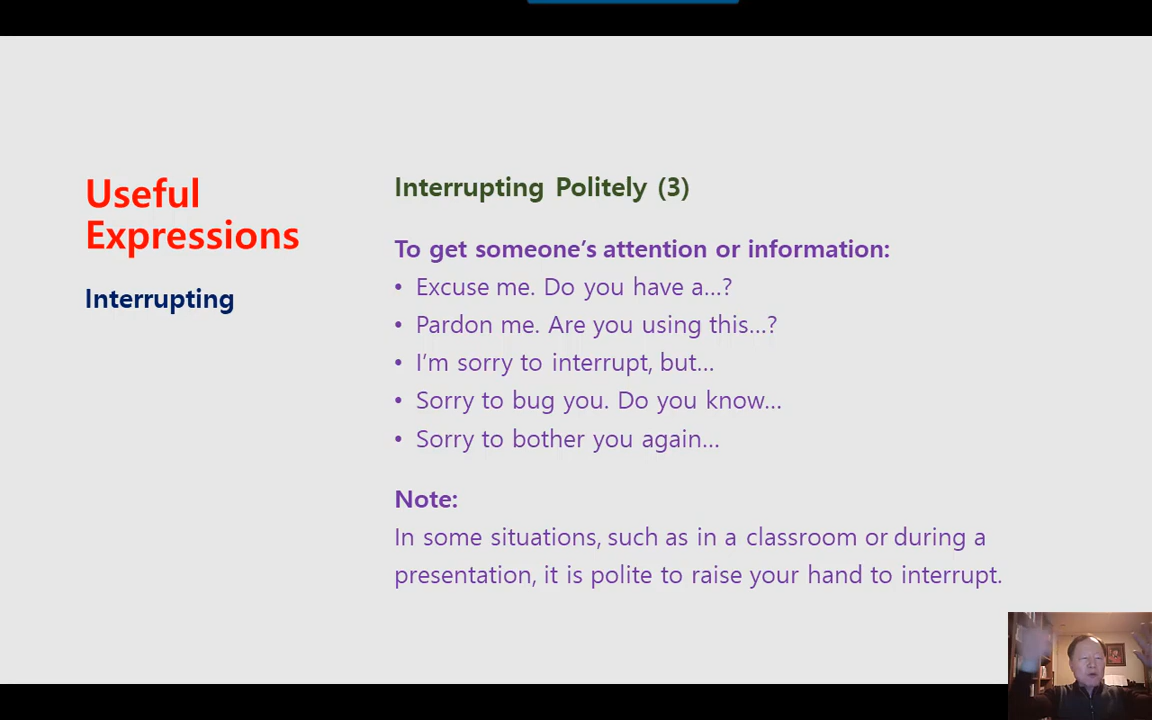 Useful
Expressions
Interrupting
Interrupting Politely (3)
To get someone’s attention or information:
• Excuse me. Do you have a…?
• Pardon me. Are you using this…?
• I’m sorry to interrupt, but…
• Sorry to bug you. Do you know…
• Sorry to bother you again…
Note:
In some situations, such as in a classroom or during a
presentation, it is polite to raise your hand to interrupt.